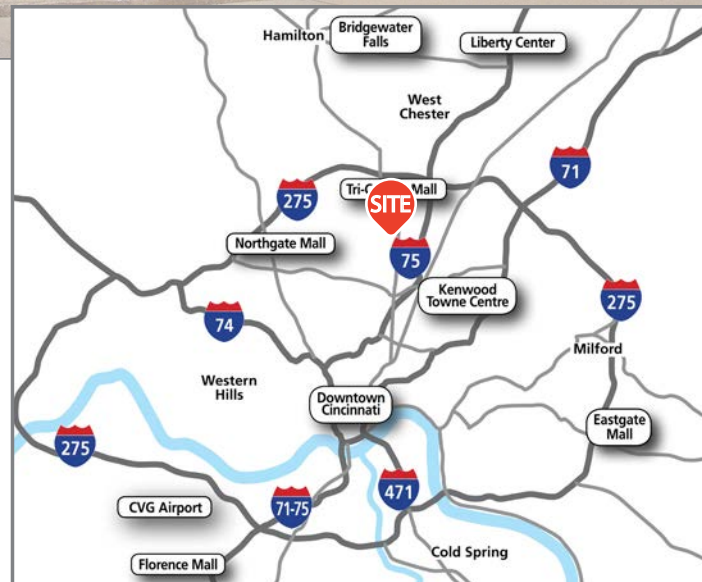 Hamilton
Bridgewater
Falls
Liberty Center
West
Chester
71
275
Mall
SITE
Northgate Mall
75
Kenwood
Towne Centre
275
74
Milford
Western
Hills
Downtown
Cincinnati
Eastgate
Mall
275
CVG Airport
71-75
471
Cold Spring
Florence Mall